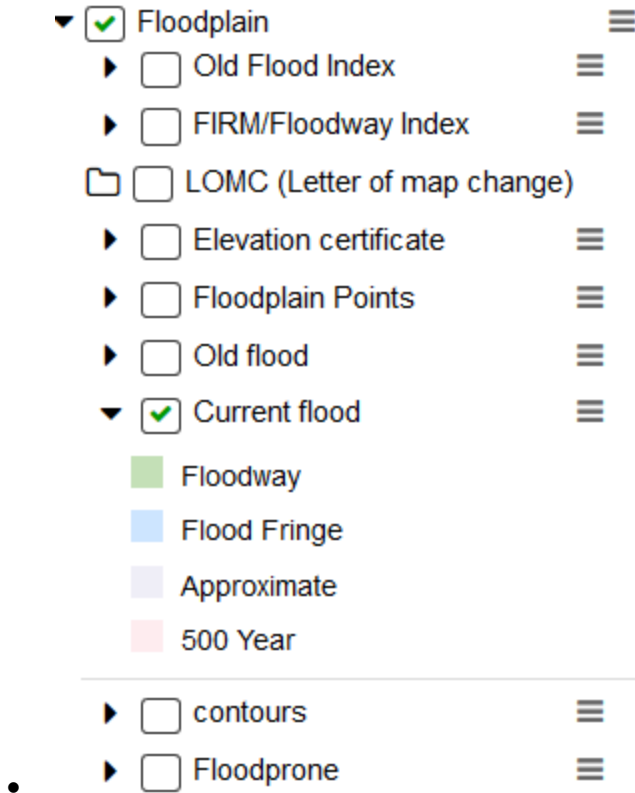 Floodplain
Old Flood Index
FIRM/Floodway Index
LOMC (Letter of map change)
Elevation certificate
Floodplain Points
Old flood
Current flood
Floodway
Flood Fringe
Approximate
500 Year
contours
Floodprone